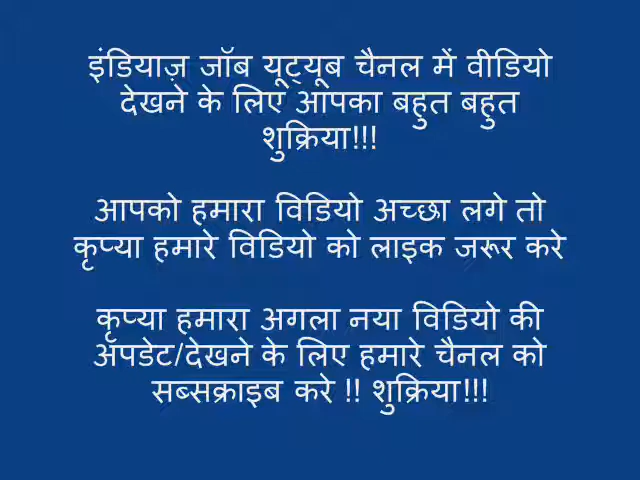 इंडियाज़ जॉब यूट्यूब चैनल में वीडियो
देखने के लिए आपका बहुत बहुत
शुक्रिया!!!
आपको हमारा विडियो अच्छा लगे तो
कृप्या हमारे विडियो को लाइक जरूर करे
कृप्या हमारा अगला नया विडियो की
अॅपडेट/देखने के लिए हमारे चैनल को
सब्सक्राइब करे !! शुक्रिया!!!